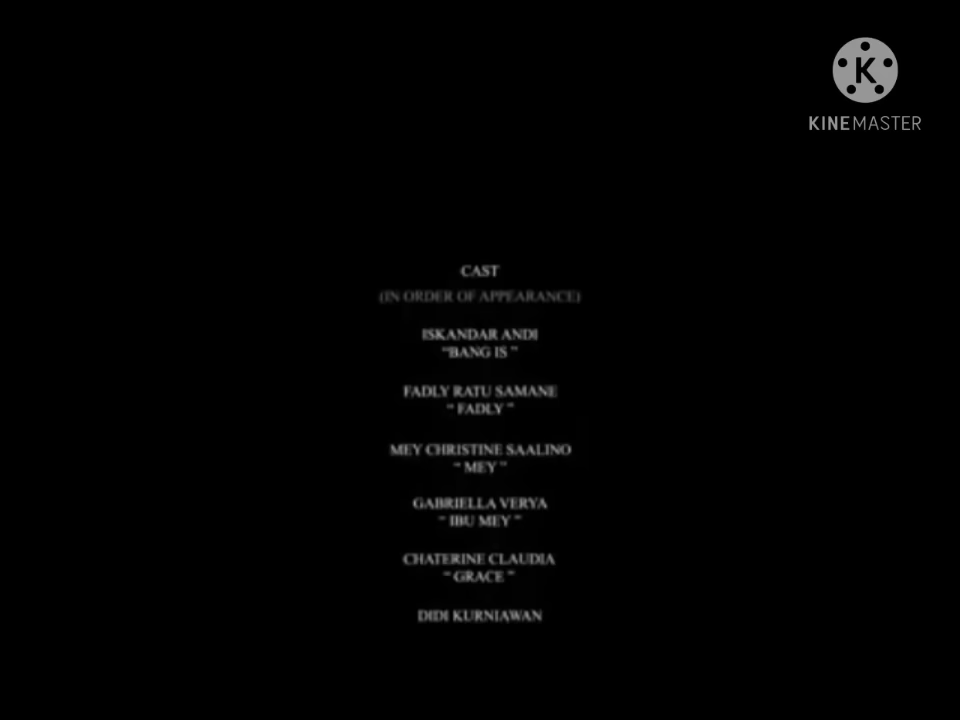 K
KINEMASTER
CAST
(IN ORDER OF APPEARANCE)
ISKANDAR ANDI
“BANG IS ”
FADLY RATU SAMANE
“ FADLY ”
MEY CHRISTINE SAALINO
“ MEY ”
GABRIELLA VERYA
“ IBU MEY ”
CHATERINE CLAUDIA
“ GRACE ”
DIDI KURNIAWAN